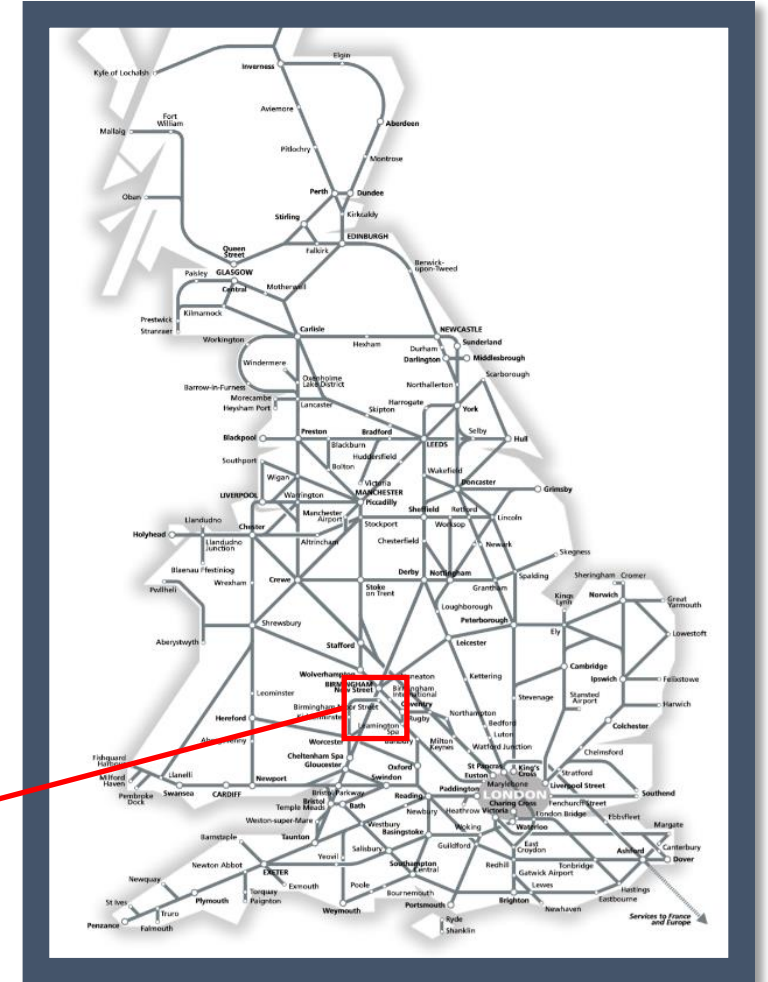 Elgin
Inverness
Kyle of Lochalsh
Aviemore
Fort
William
Mallaig
Aberdeen
Pitlochry
Montrose
Perth
Dundee
Oban
Stirling
Kirkcaldy
EDINBURGH
Queen
Street
Falkirk
Berwick-
upon-Tweed
Paisley
GLASGOW
Central
Motherwell
Kilmarnock
Prestwick
Stranraer
Carlisle
NEWCASTLE
Workington
Hexham
Durham
Sunderland
Darlington
Middlesbrough
Windermere
Scarborough
Oxenholme
Lake District
Northallerton
Barrow-in-Furness
Morecambe
Heysham Port
Lancaster
Harrogate
Skipton
York
Blackpool
Preston
Bradford
Selby
Blackburn
LEEDS
Hull
Huddersfield
Southport
Bolton
Wakefield
Wigan
Victoria
Doncaster
MANCHESTER
Piccadilly
LIVERPOOL
Warrington
Grimsby
Manchester
Airport
Sheffield
Retford
Llandudno
Stockport
Worksop
Lincoln
Holyhead
Chester
Llandudno
Junction
Altrincham
Chesterfield
Newark
Skegness
Blaenau Ffestiniog
Derby
Nottingham
Spalding
Sheringham
Cromer
Pwllheli
Wrexham
Crewe
Stoke
on Trent
Grantham
Kings
Lynn
Norwich
Great
Yarmouth
Loughborough
Shrewsbury
Peterborough
Ely
Lowestoft
Aberystwyth
Stafford
Leicester
Cambridge
Wolverhampton
Kettering
Ipswich
Felixstowe
BIRMINGHAM
New Street
Birmingham
International
Leominster
Stevenage
Stansted
Airport
Harwich
Coventry
Birmingham Moor Street
Rugby
Northampton
Hereford
Bedford
Colchester
Leamington
Spa
Luton
Worcester
Banbury
Milton
Keynes
Watford Junction
Chelmsford
Cheltenham Spa
Gloucester
Fishguard
Harbour
Oxford
St Pancras
King's
Cross
Euston
Stratford
Milford
Haven
Llanelli
Newport
Swindon
Marylebone
Liverpool Street
Pembroke
Dock
Swansea
CARDIFF
Bristol Parkway
Reading
Paddington
LONDON
Southend
Bristol
Temple Meads
Bath
Newbury
Heathrow
Victoria
Charing Cross
Fenchurch Street
London Bridge
Ebbsfleet
Weston-super-Mare
Westbury
Basingstoke
Woking
Waterloo
Margate
Barnstaple
Taunton
Salisbury
Guildford
East
Croydon
Canterbury
Ashford
Dover
Newton Abbot
Yeovil
Southampton
Central
Redhill
Tonbridge
EXETER
Gatwick Airport
Newquay
Exmouth
Poole
Lewes
Hastings
Torquay
Paignton
Bournemouth
Eastbourne
St Ives
Plymouth
Portsmouth
Brighton
Newhaven
Truro
Weymouth
Penzance
Falmouth
Ryde
Shanklin
Services to France
and Europe